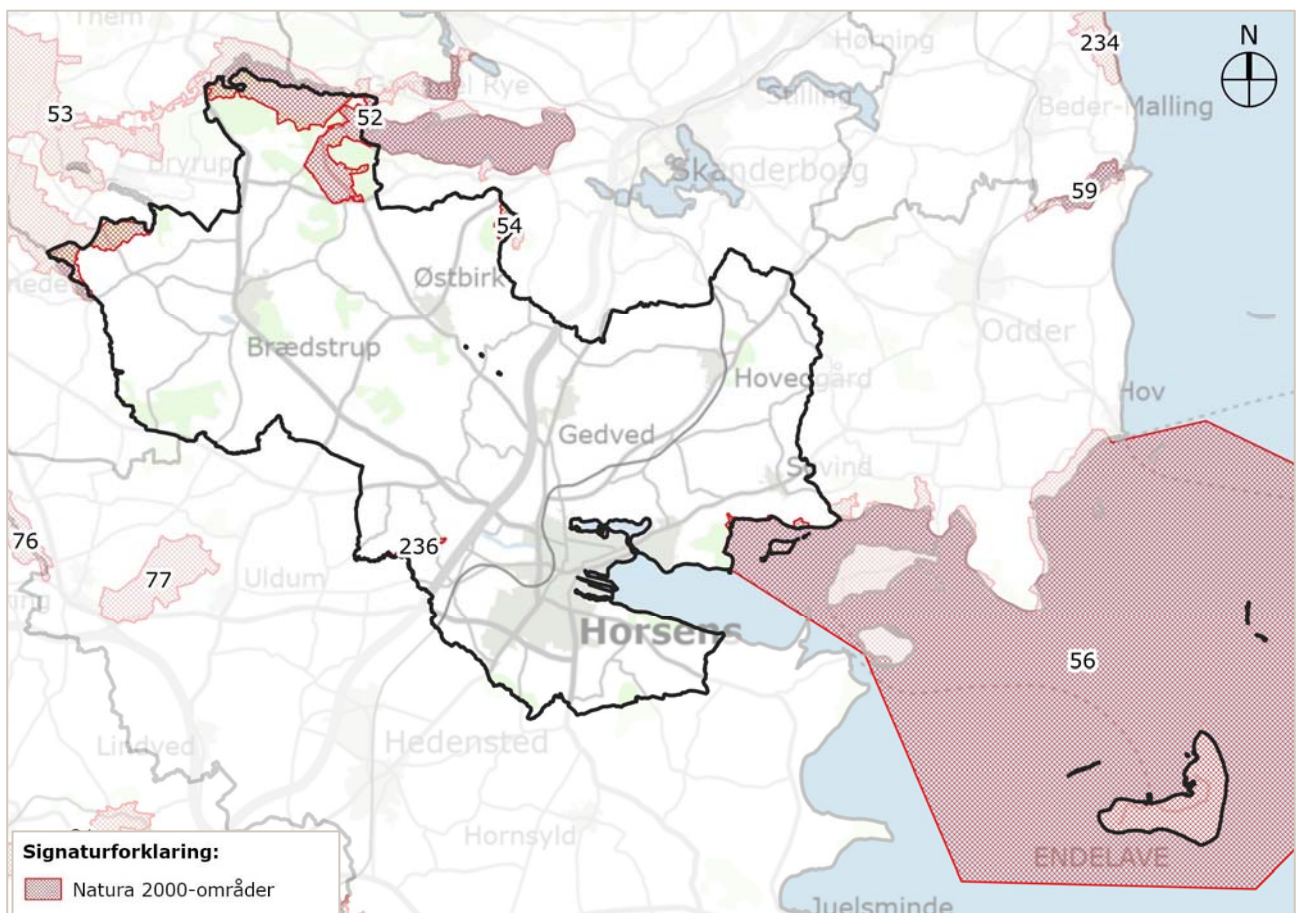 Them
Hørning
234
N
Rye
53
52
Stilling
Beder-Malling
Bryrup
Skanderborg
59
54
Østbirk
Odder
Brædstrup
Hovedgård
Hov
Gedved
Søvind
76
77
Uldum
236
Horsens
56
Lindved
Hedensted
Hornsyld
ENDELAVE
Juelsminde
Signaturforklaring:
Natura 2000-områder